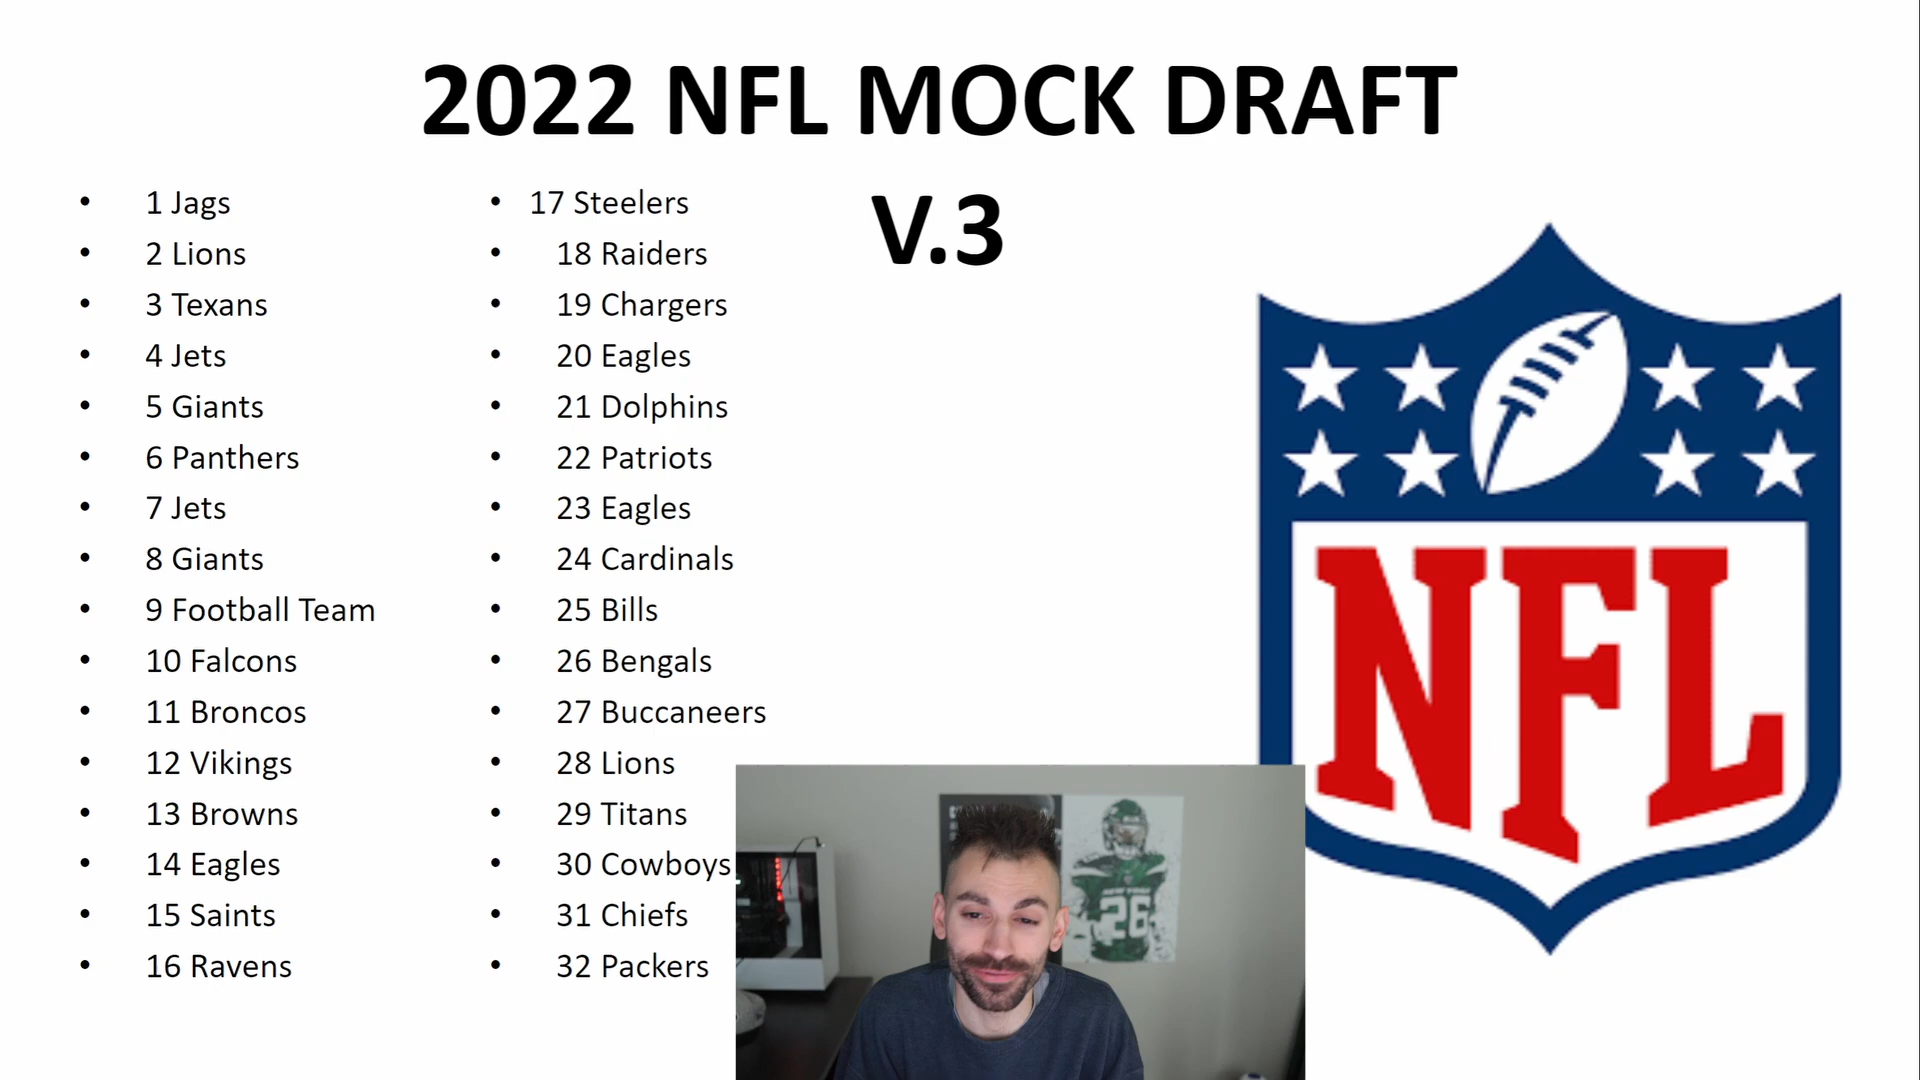 2022 NFL MOCK DRAFT
V.3
• 1 Jags
• 2 Lions
• 3 Texans
• 4 Jets
• 5 Giants
• 6 Panthers
• 7 Jets
• 8 Giants
• 9 Football Team
• 10 Falcons
• 11 Broncos
• 12 Vikings
• 13 Browns
• 14 Eagles
• 15 Saints
• 16 Ravens
• 17 Steelers
• 18 Raiders
• 19 Chargers
• 20 Eagles
• 21 Dolphins
• 22 Patriots
• 23 Eagles
• 24 Cardinals
• 25 Bills
• 26 Bengals
• 27 Buccaneers
• 28 Lions
• 29 Titans
• 30 Cowboys
• 31 Chiefs
• 32 Packers
NFL
NEW YORK
26